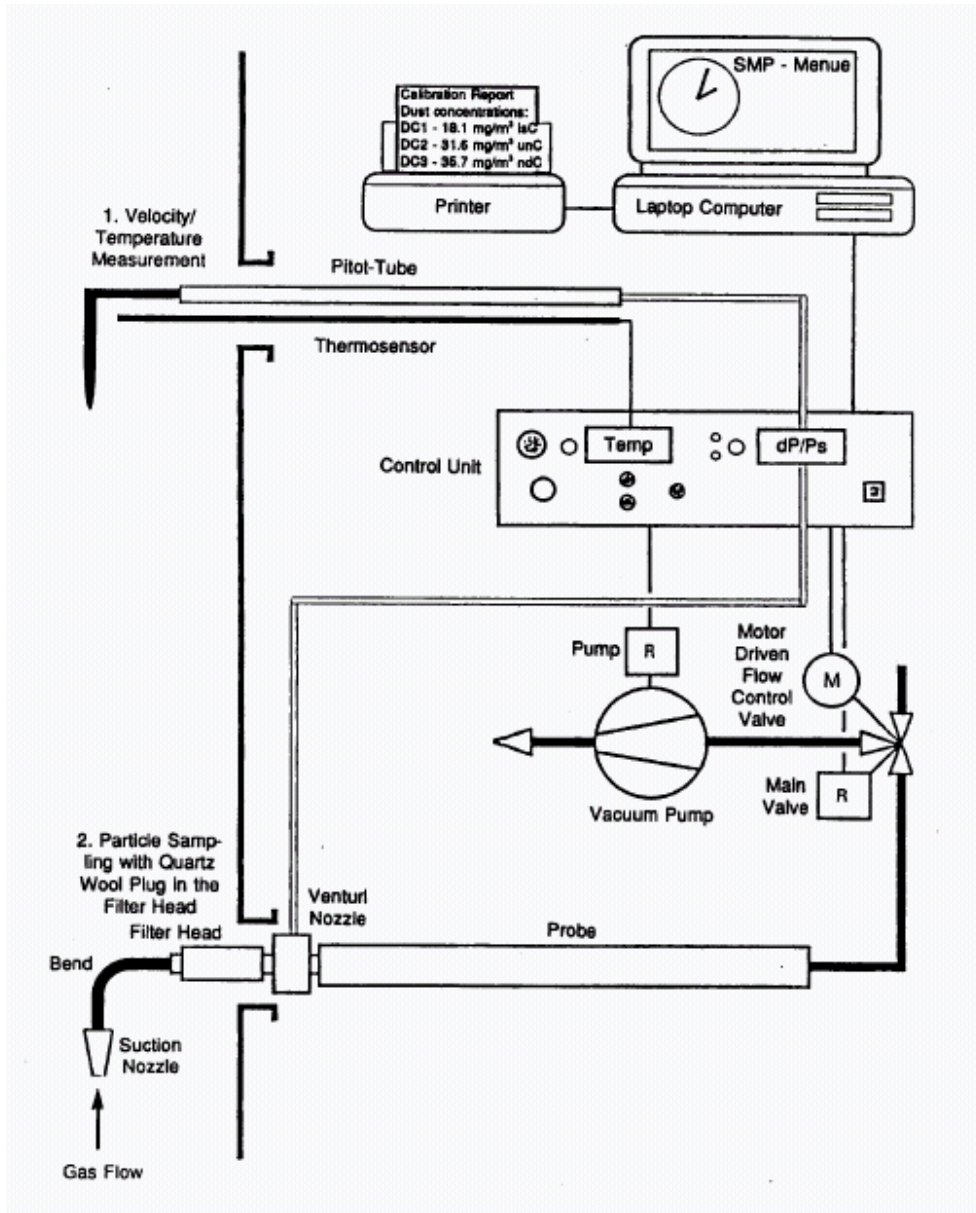 SMP - Menue
Calibration Report
Dust concentrations:
DC1 - 18.1 mg/m³ isC
DC2 - 31.6 mg/m³ unC
DC3 - 35.7 mg/m³ ndC
Printer
Laptop Computer
1. Velocity/
Temperature
Measurement
Pitot-Tube
Thermosensor
Control Unit
Temp
dP/Ps
Pump
R
Motor
Driven
Flow
Control
Valve
M
Main
Valve
R
Vacuum Pump
2. Particle Samp-
ling with Quartz
Wool Plug in the
Filter Head
Filter Head
Venturi
Nozzle
Probe
Bend
Suction
Nozzle
Gas Flow